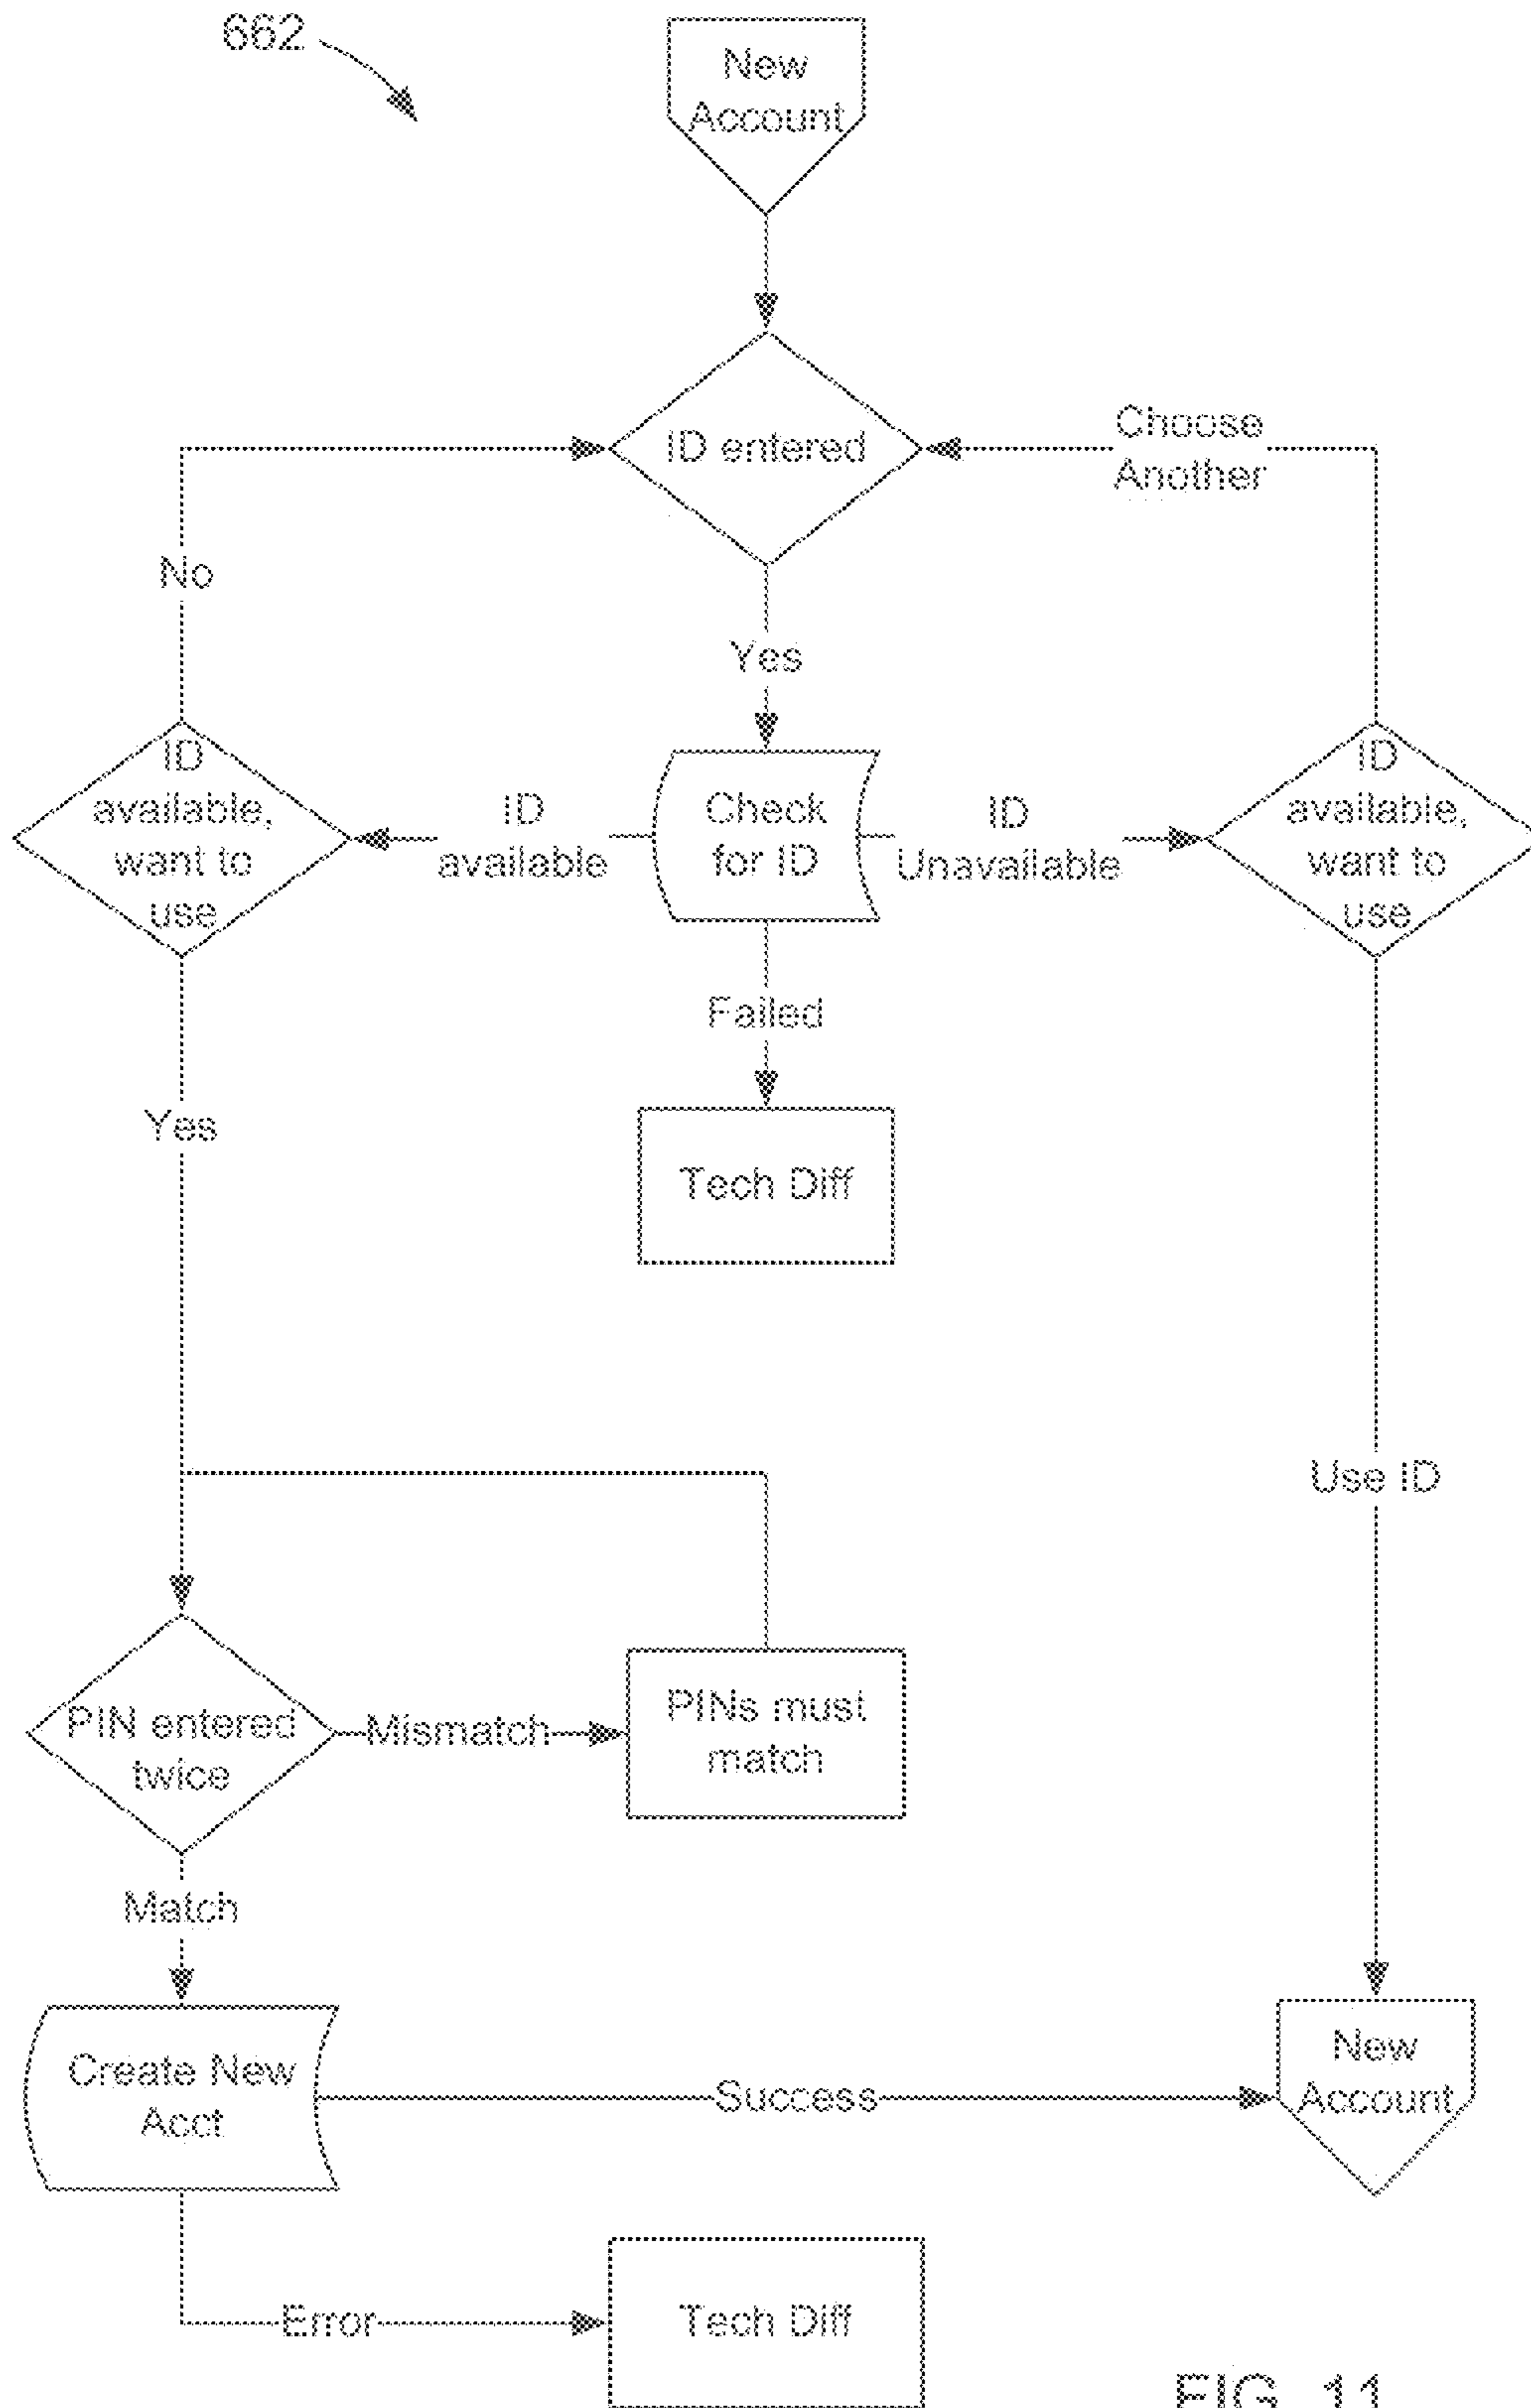 662
New
Account
ID entered
Choose
Another
No
Yes
ID
available,
want to
use
ID
available
Check
for ID
ID
Unavailable
ID
available,
want to
use
Failed
Yes
Tech Diff
Use ID
PIN entered
twice
Mismatch
PINs must
match
Match
Create New
Acct
Success
New
Account
Error
Tech Diff
FIG. 11